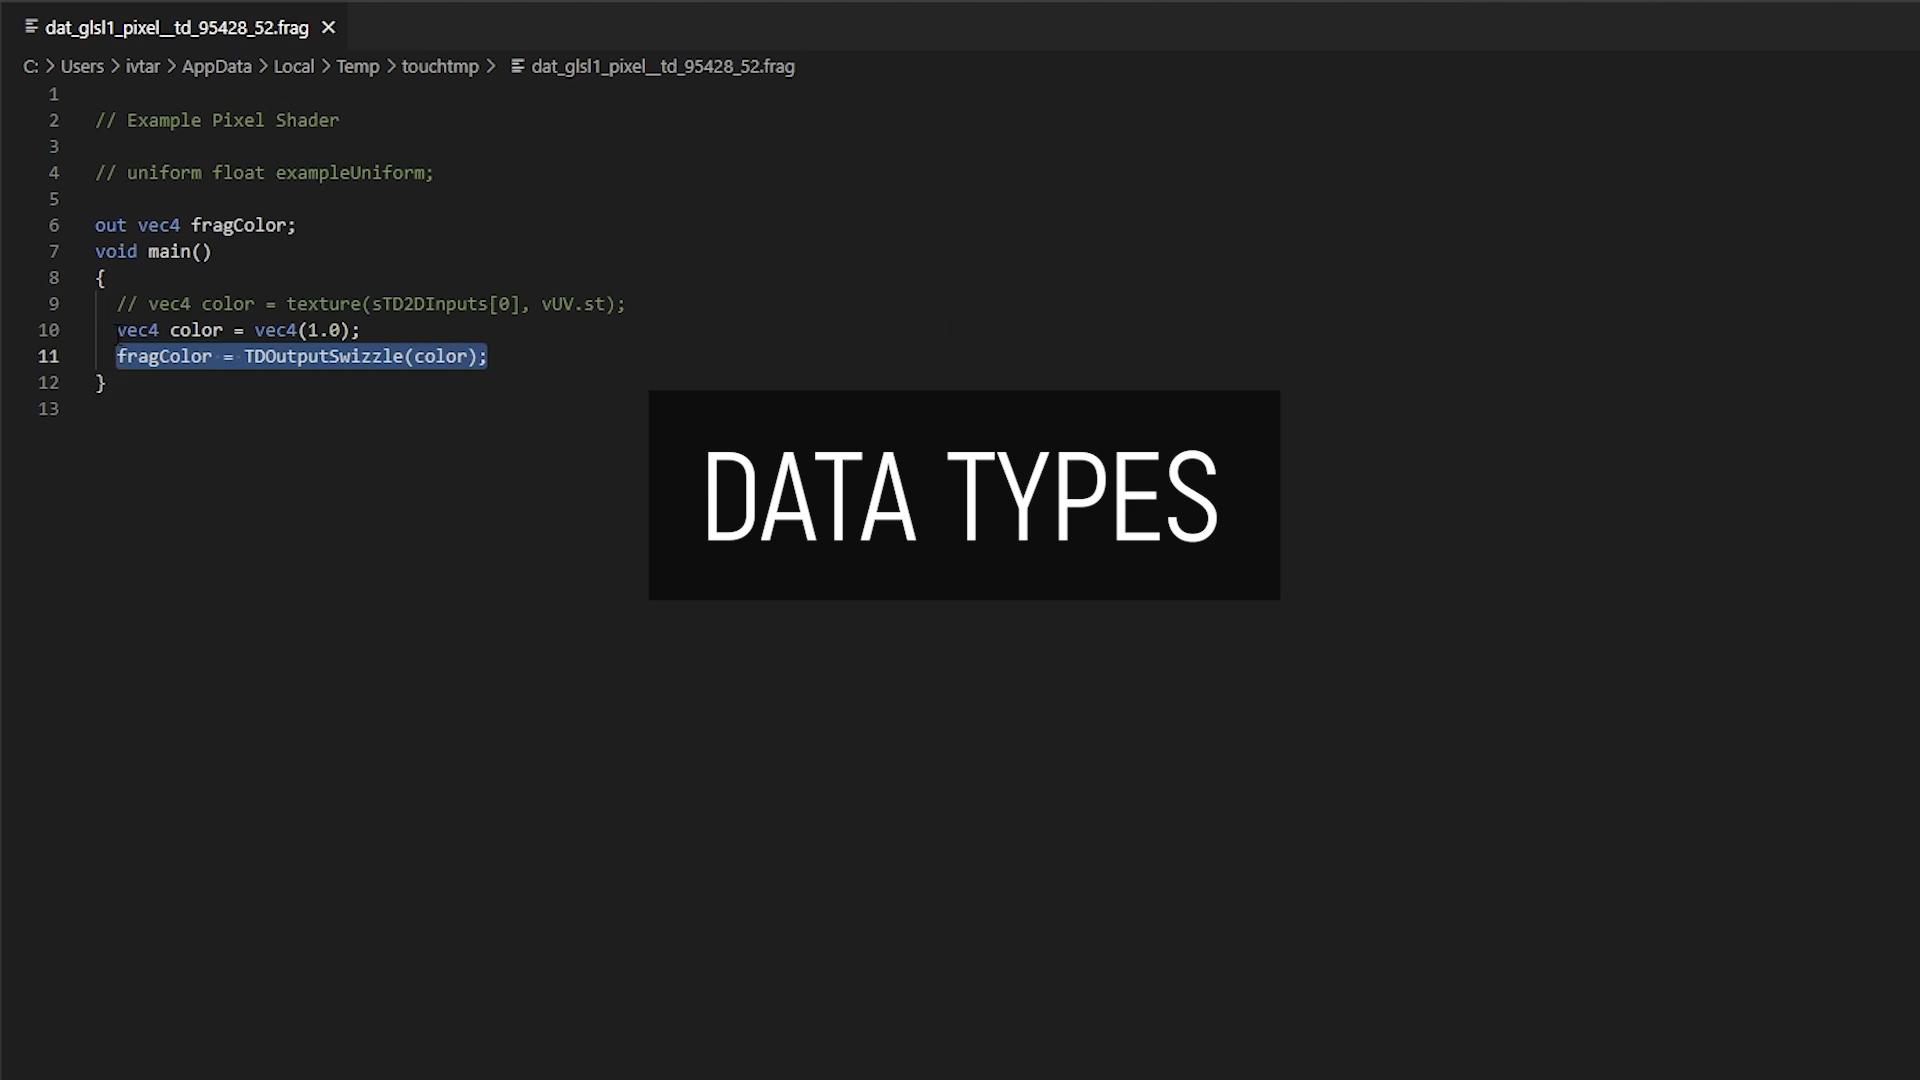 dat_glsl1_pixel__td_95428_52.frag
C: > Users > ivtar > AppData > Local > Temp > touchtmp > dat_glsl1_pixel__td_95428_52.frag
1
2 // Example Pixel Shader
3
4 // uniform float exampleUniform;
5
6 out vec4 fragColor;
7 void main()
8 {
9 // vec4 color = texture(sTD2DInputs[0], vUV.st);
10 vec4 color = vec4(1.0);
11 fragColor = TDOutputSwizzle(color);
12 }
13
DATA TYPES